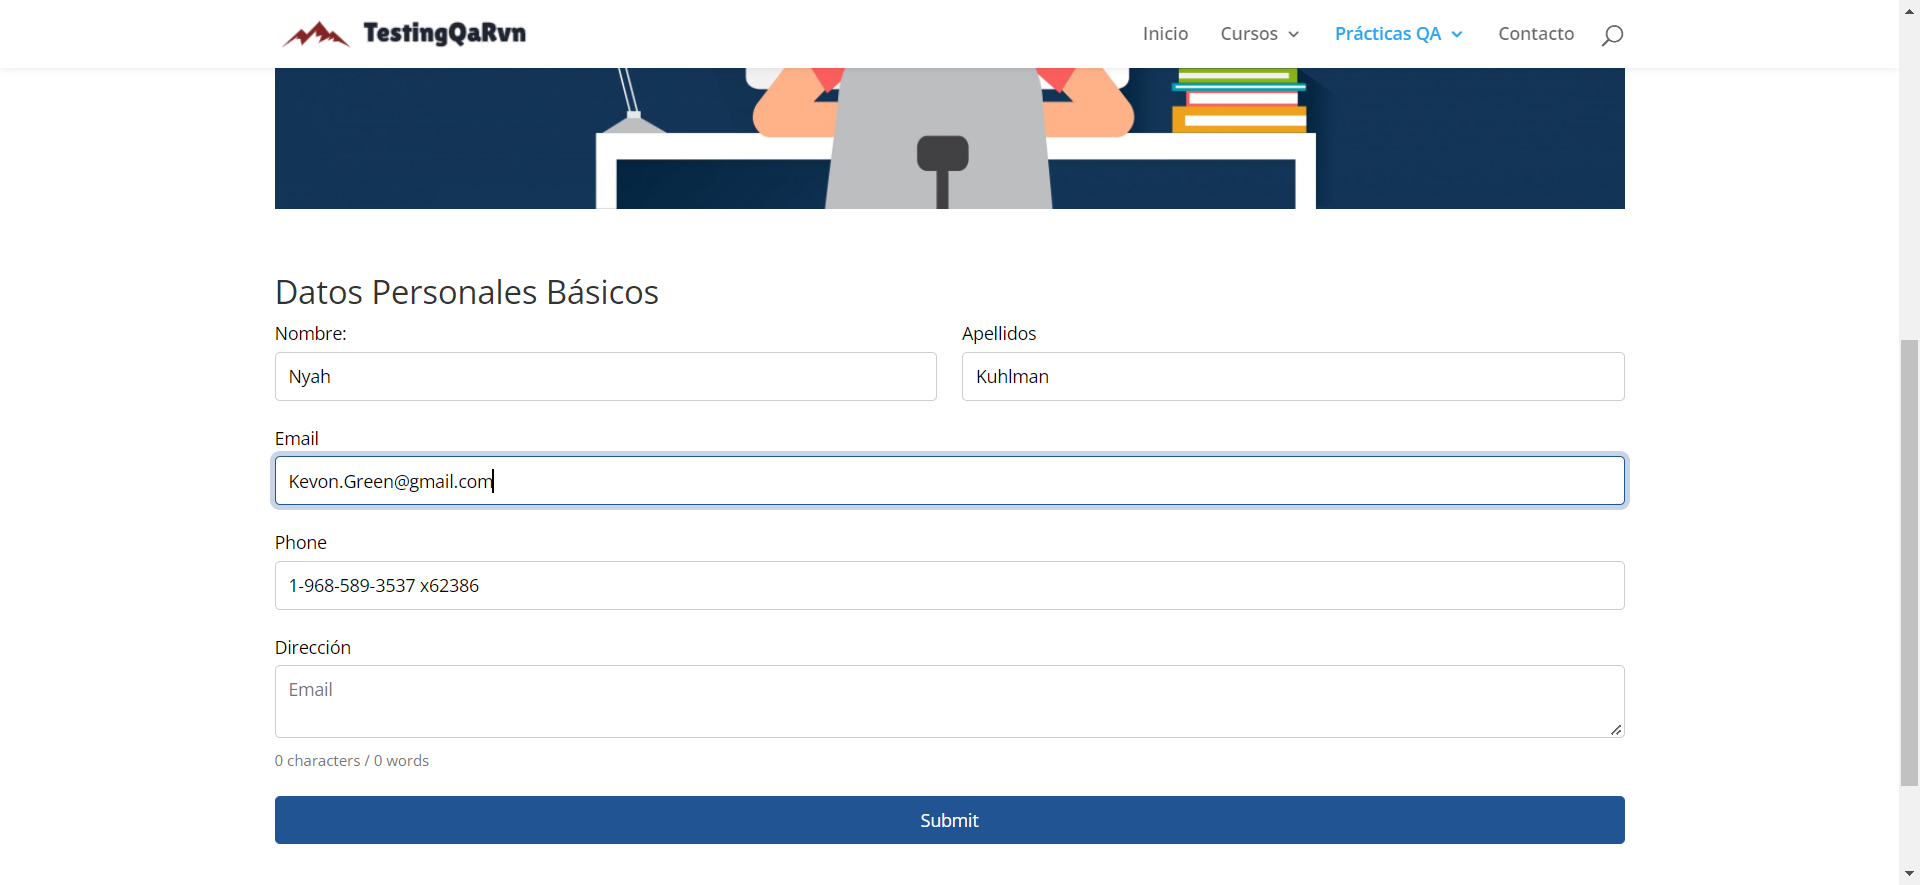 TestingQaRvn
Inicio Cursos Prácticas QA Contacto
Datos Personales Básicos
Nombre: Apellidos
Nyah Kuhlman
Email
Kevon.Green@gmail.com
Phone
1-968-589-3537 x62386
Dirección
Email
0 characters / 0 words
Submit